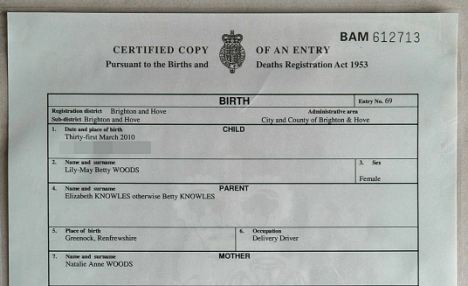 BAM 612713
CERTIFIED COPY OF AN ENTRY
Pursuant to the Births and Deaths Registration Act 1953
BIRTH Entry No. 69
Registration district Brighton and Hove Administrative area
Sub-district Brighton and Hove City and County of Brighton & Hove
1. Date and place of birth CHILD
Thirty-first March 2010
2. Name and surname 3. Sex
Lily-May Betty WOODS
Female
4. Name and surname PARENT
Elizabeth KNOWLES otherwise Betty KNOWLES
5. Place of birth 6. Occupation
Greenock, Renfrewshire Delivery Driver
7. Name and surname MOTHER
Natalie Anne WOODS